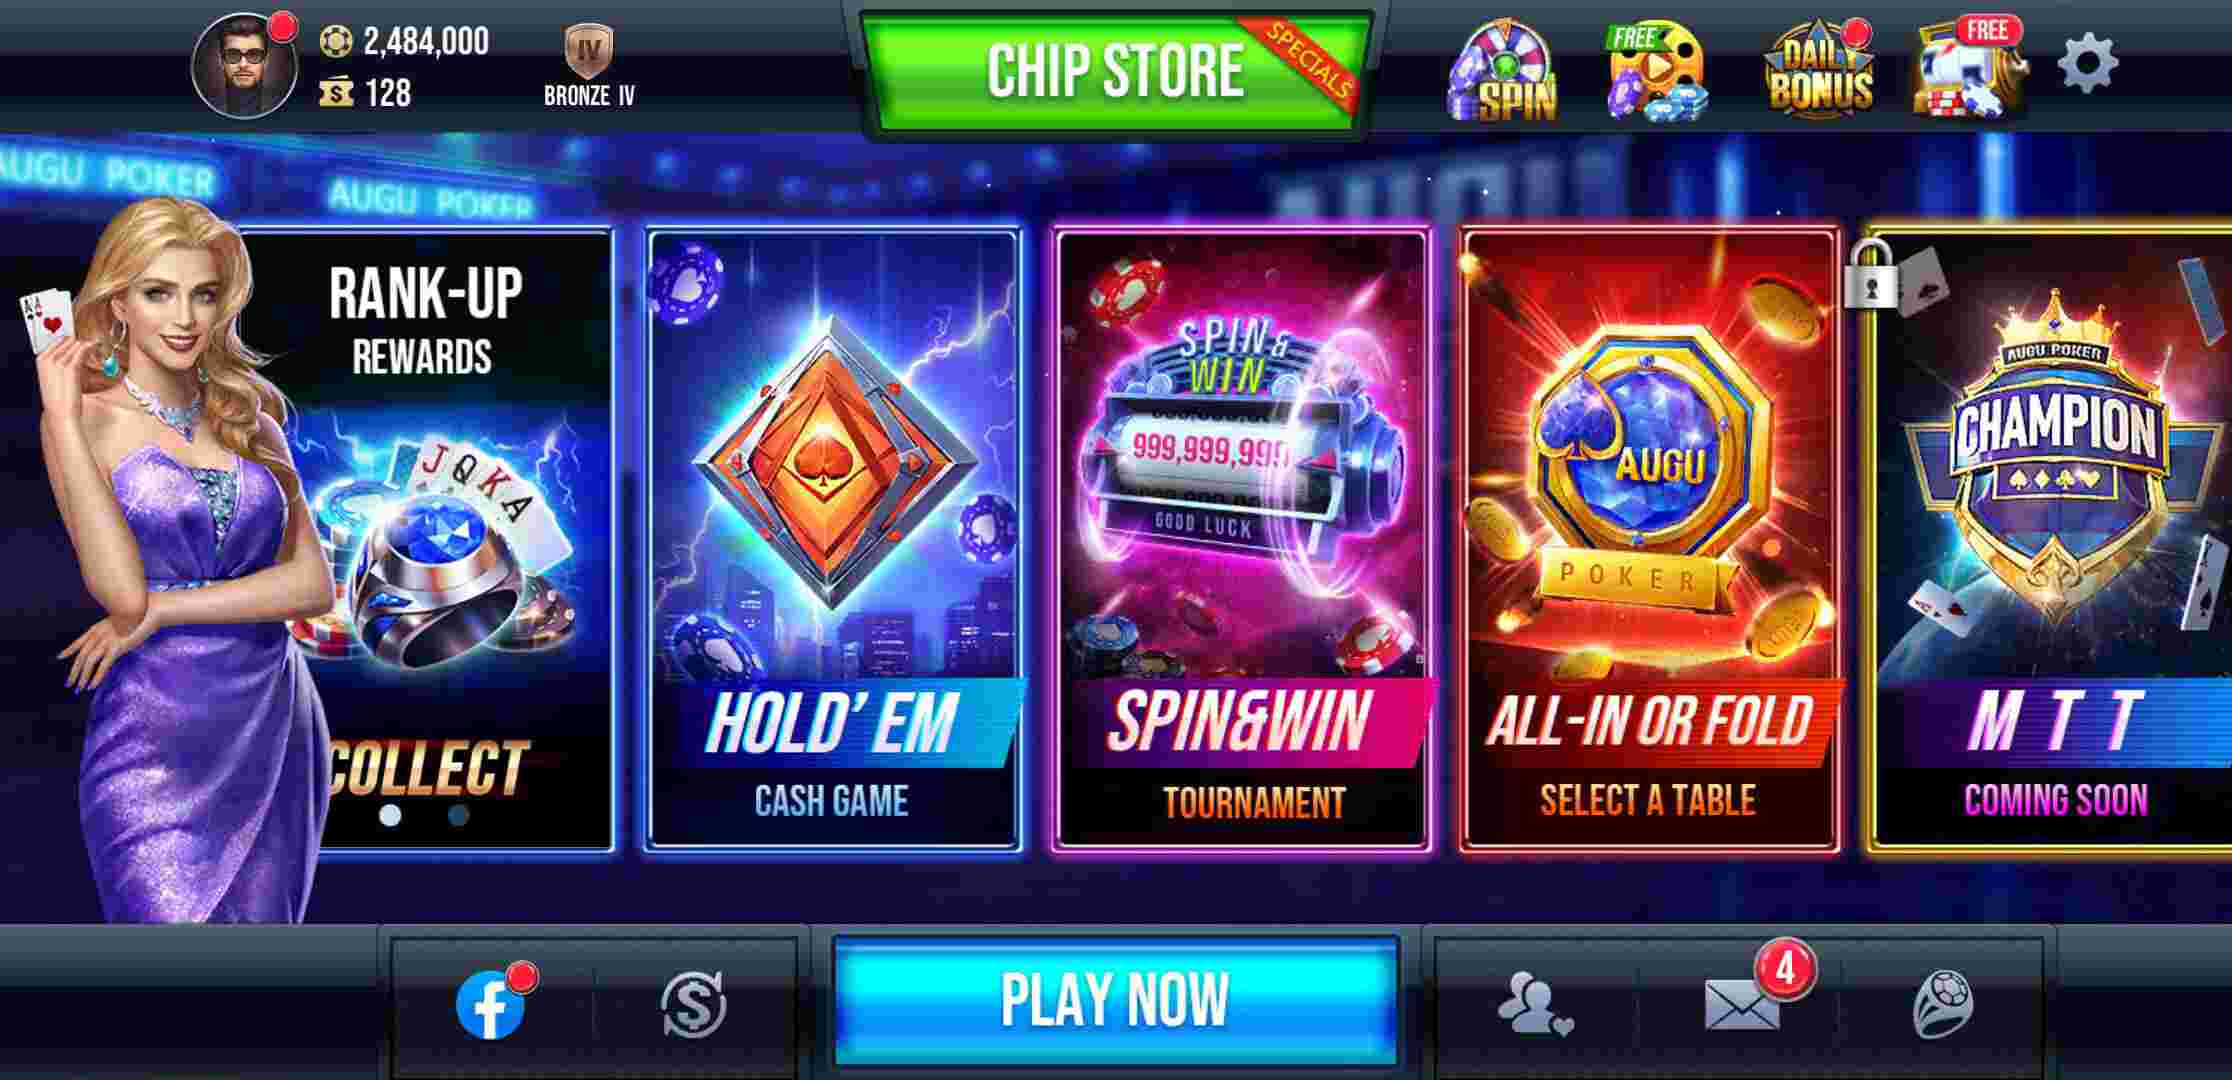 2,484,000
128
IV
BRONZE IV
CHIP STORE
SPECIALS
SPIN
FREE
DAILY
BONUS
FREE
AUGU POKER
AUGU POKER
AUGU
RANK-UP
REWARDS
A A
J Q K A
COLLECT
HOLD' EM
CASH GAME
SPIN&
WIN
999,999,999
GOOD LUCK
SPIN&WIN
TOURNAMENT
AUGU
POKER
ALL-IN OR FOLD
SELECT A TABLE
AUGU POKER
CHAMPION
M T T
COMING SOON
f
$
PLAY NOW
4